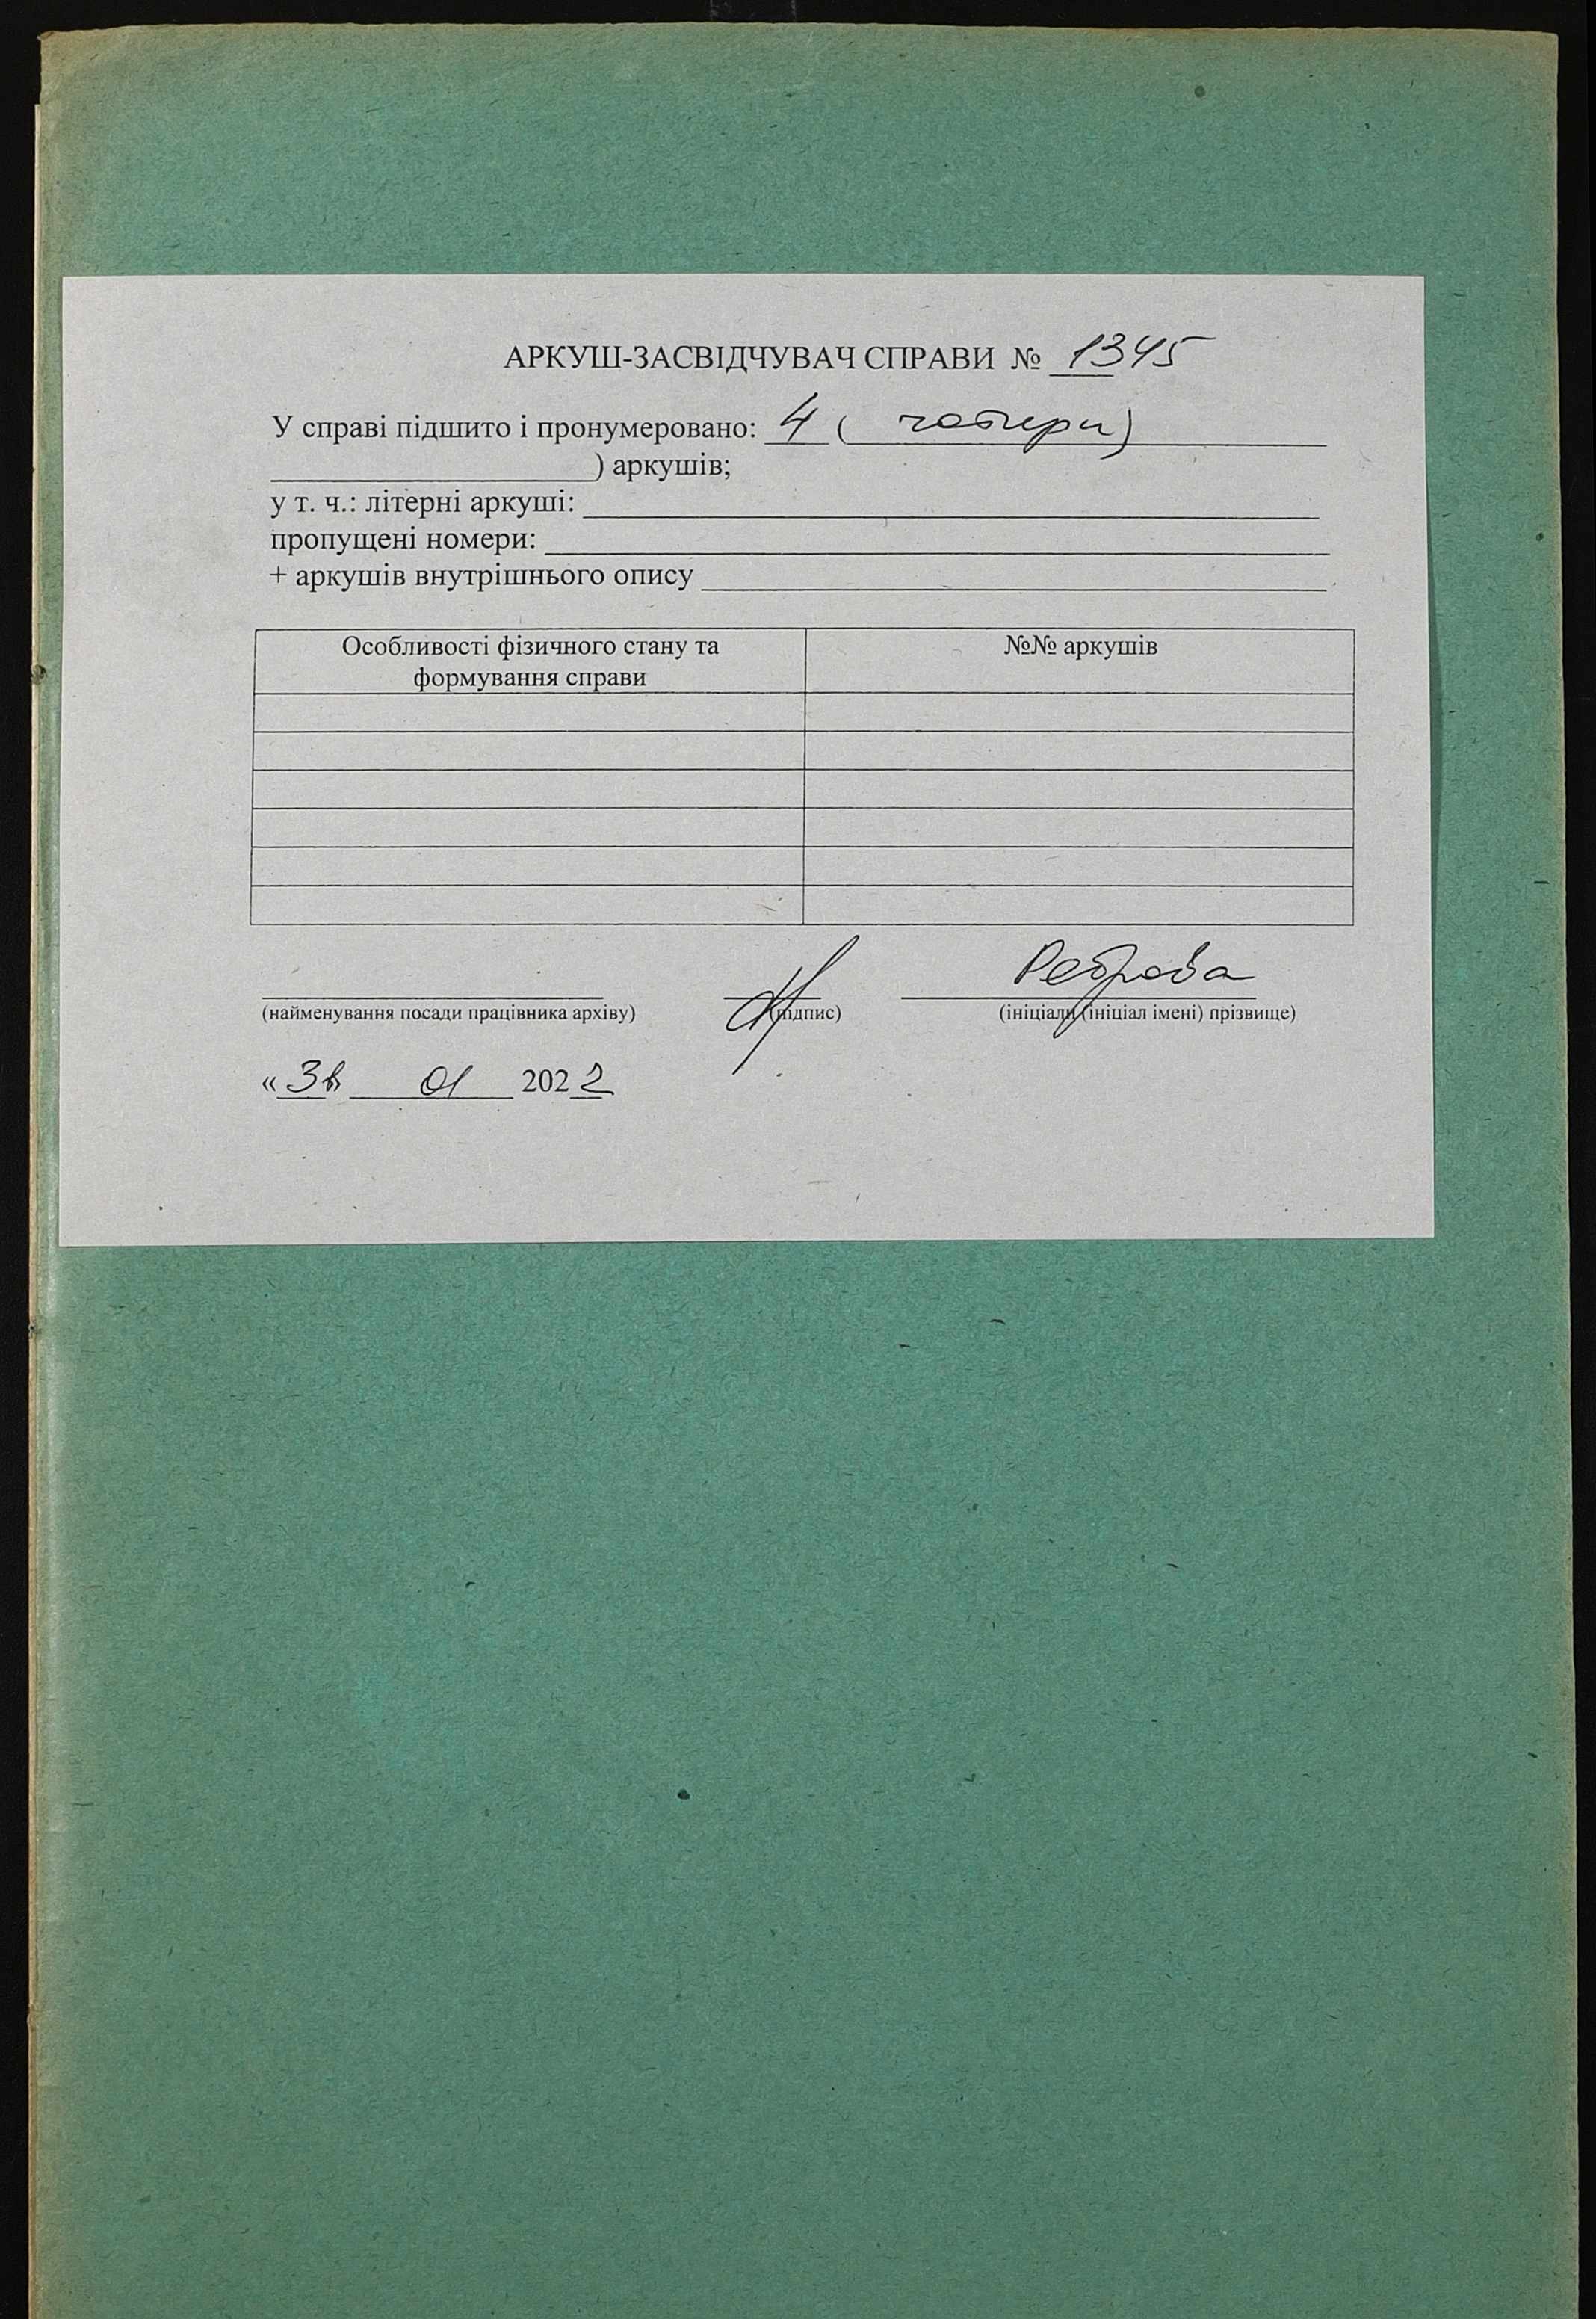 АРКУШ-ЗАСВІДЧУВАЧ СПРАВИ № 1345
У справі підшито і пронумеровано: 4 ( чотири)
) аркушів;
у т. ч.: літерні аркуші:
пропущені номери:
+ аркушів внутрішнього опису
Особливості фізичного стану та №№ аркушів
формування справи
Реброва
(найменування посади працівника архіву) (підпис) (ініціали (ініціал імені) прізвище)
« » 01 2022